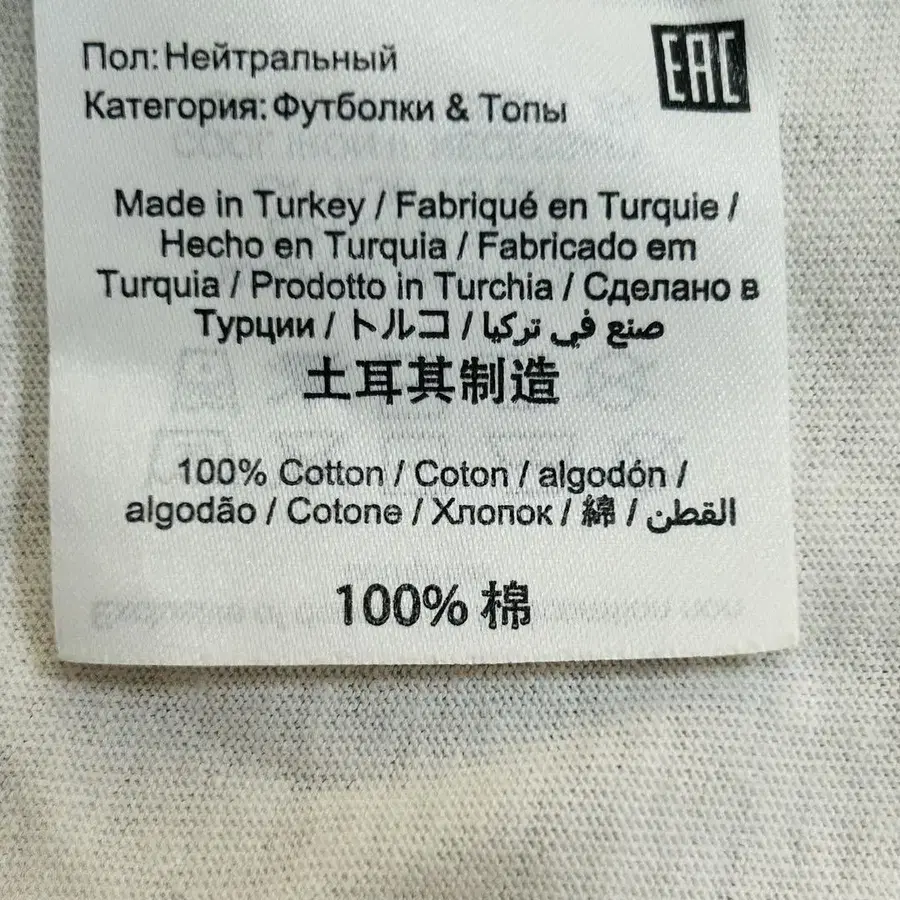 Пол: Нейтральный
EAC
Категория: Футболки & Топы
Made in Turkey / Fabriqué en Turquie /
Hecho en Turquia / Fabricado em
Turquia / Prodotto in Turchia / Сделано в
Турции / トルコ / صنع في تركيا
土耳其制造
100% Cotton / Coton / algodón /
algodão / Cotone / Хлопок / 綿 / القطن
100% 棉